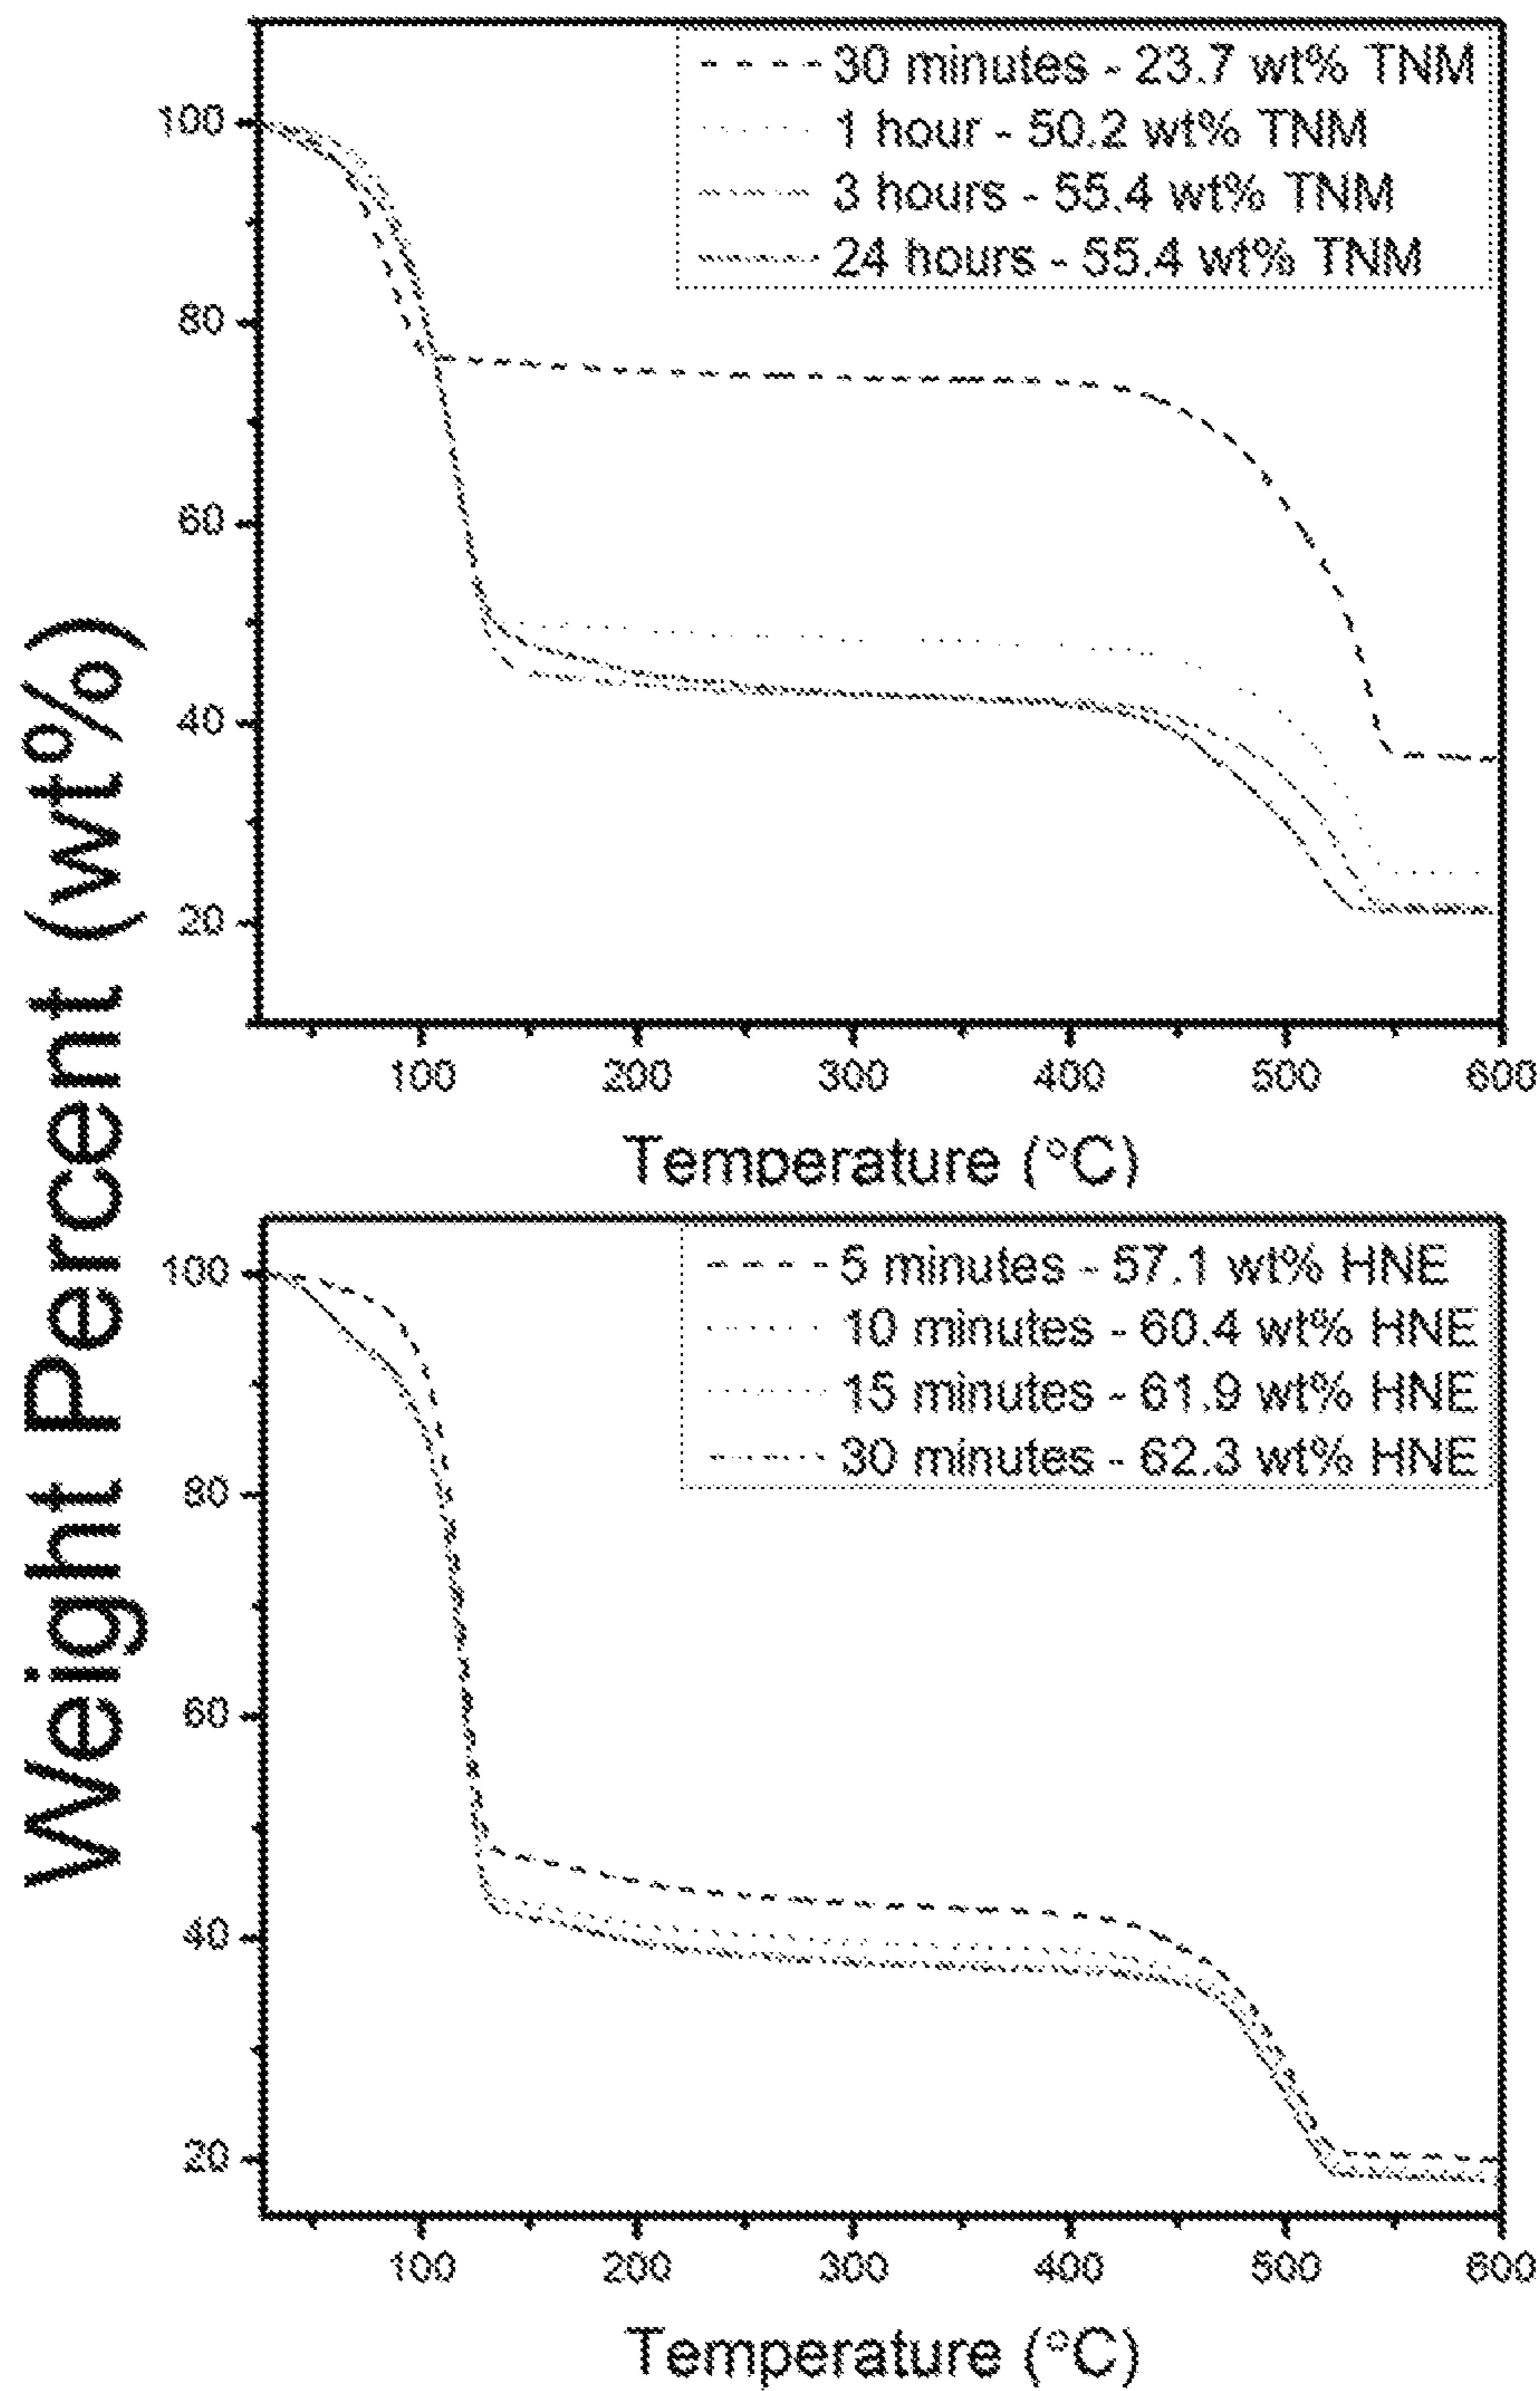 Weight Percent (wt%)
30 minutes - 23.7 wt% TNM
1 hour - 50.2 wt% TNM
3 hours - 55.4 wt% TNM
24 hours - 55.4 wt% TNM
100
80
60
40
20
100 200 300 400 500 600
Temperature (°C)
5 minutes - 57.1 wt% HNE
10 minutes - 60.4 wt% HNE
15 minutes - 61.9 wt% HNE
30 minutes - 62.3 wt% HNE
100
80
60
40
20
100 200 300 400 500 600
Temperature (°C)